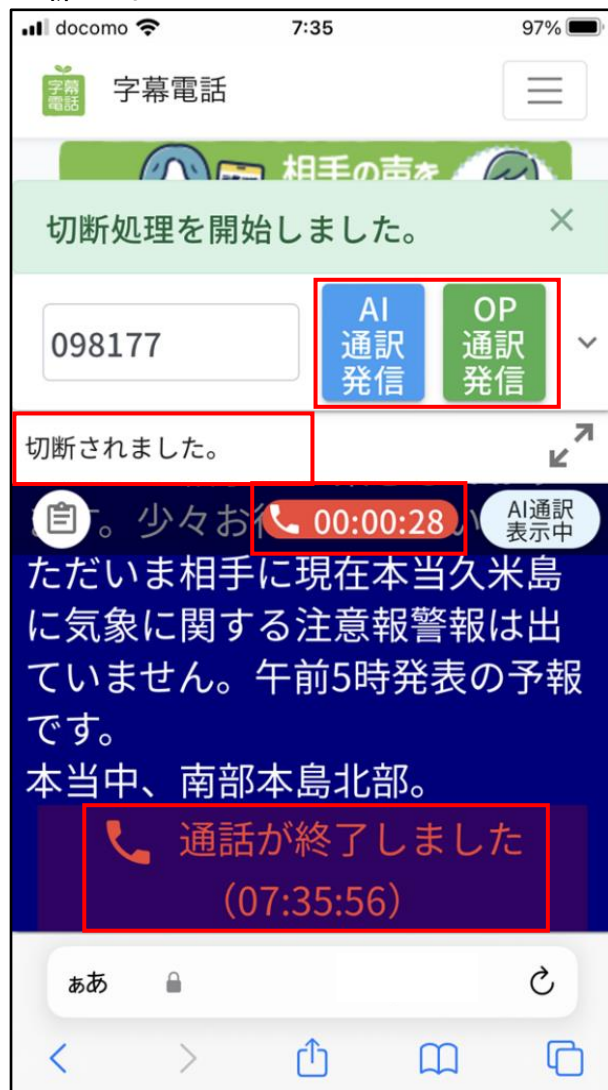 docomo 7:35 97%
字幕電話 字幕電話
相手の声を
切断処理を開始しました。 ×
098177
AI通訳発信
OP通訳発信
切断されました。
。少々お
00:00:28
い
AI通訳表示中
ただいま相手に現在本当久米島
に気象に関する注意報警報は出
ていません。午前5時発表の予報
です。
本当中、南部本島北部。
通話が終了しました
（07:35:56）
ぁあ